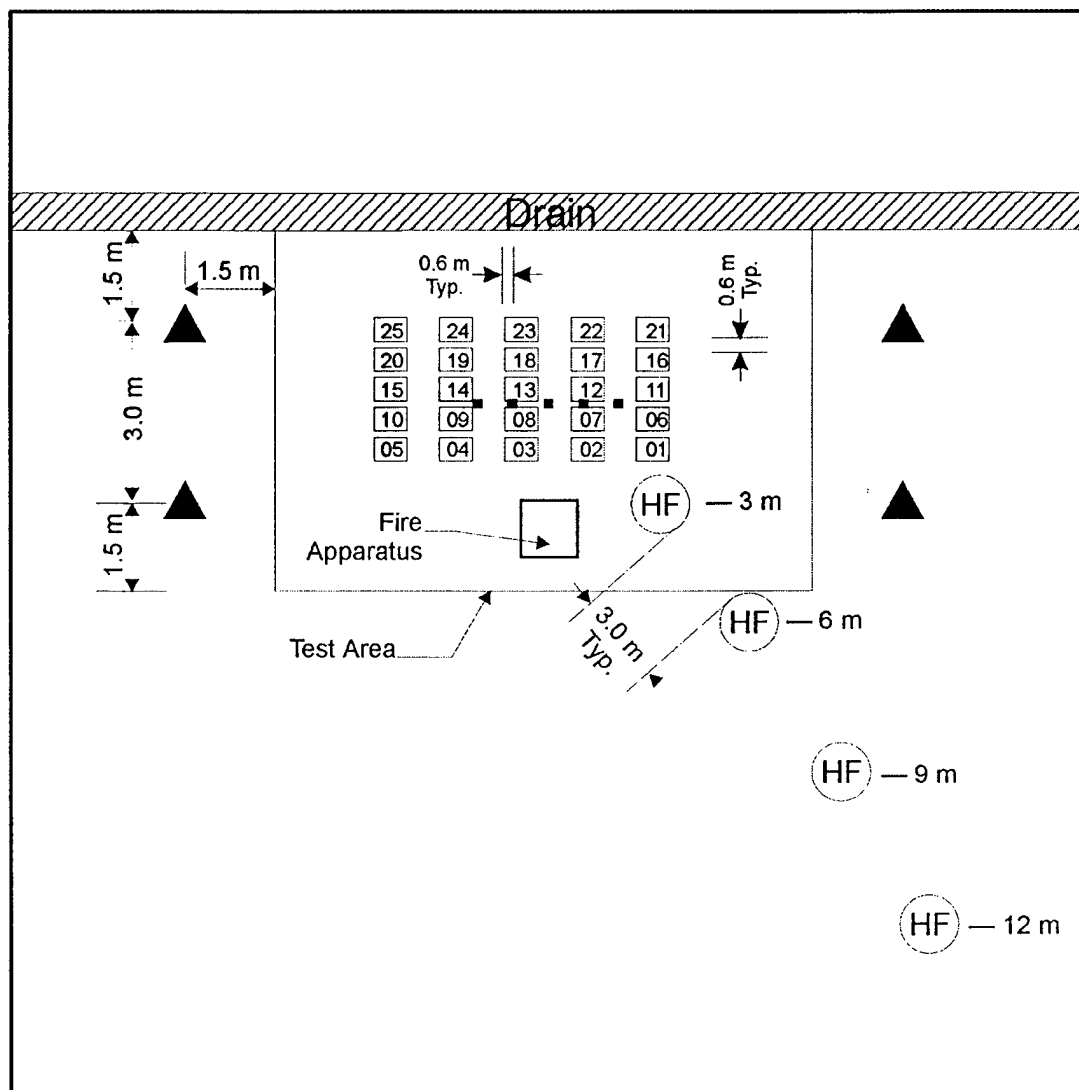 Drain
1.5 m
1.5 m
0.6 m
Typ.
0.6 m
Typ.
25 24 23 22 21
20 19 18 17 16
3.0 m
15 14 13 12 11
10 09 08 07 06
05 04 03 02 01
HF — 3 m
1.5 m
Fire
Apparatus
3.0 m
Typ.
HF — 6 m
Test Area
HF — 9 m
HF — 12 m